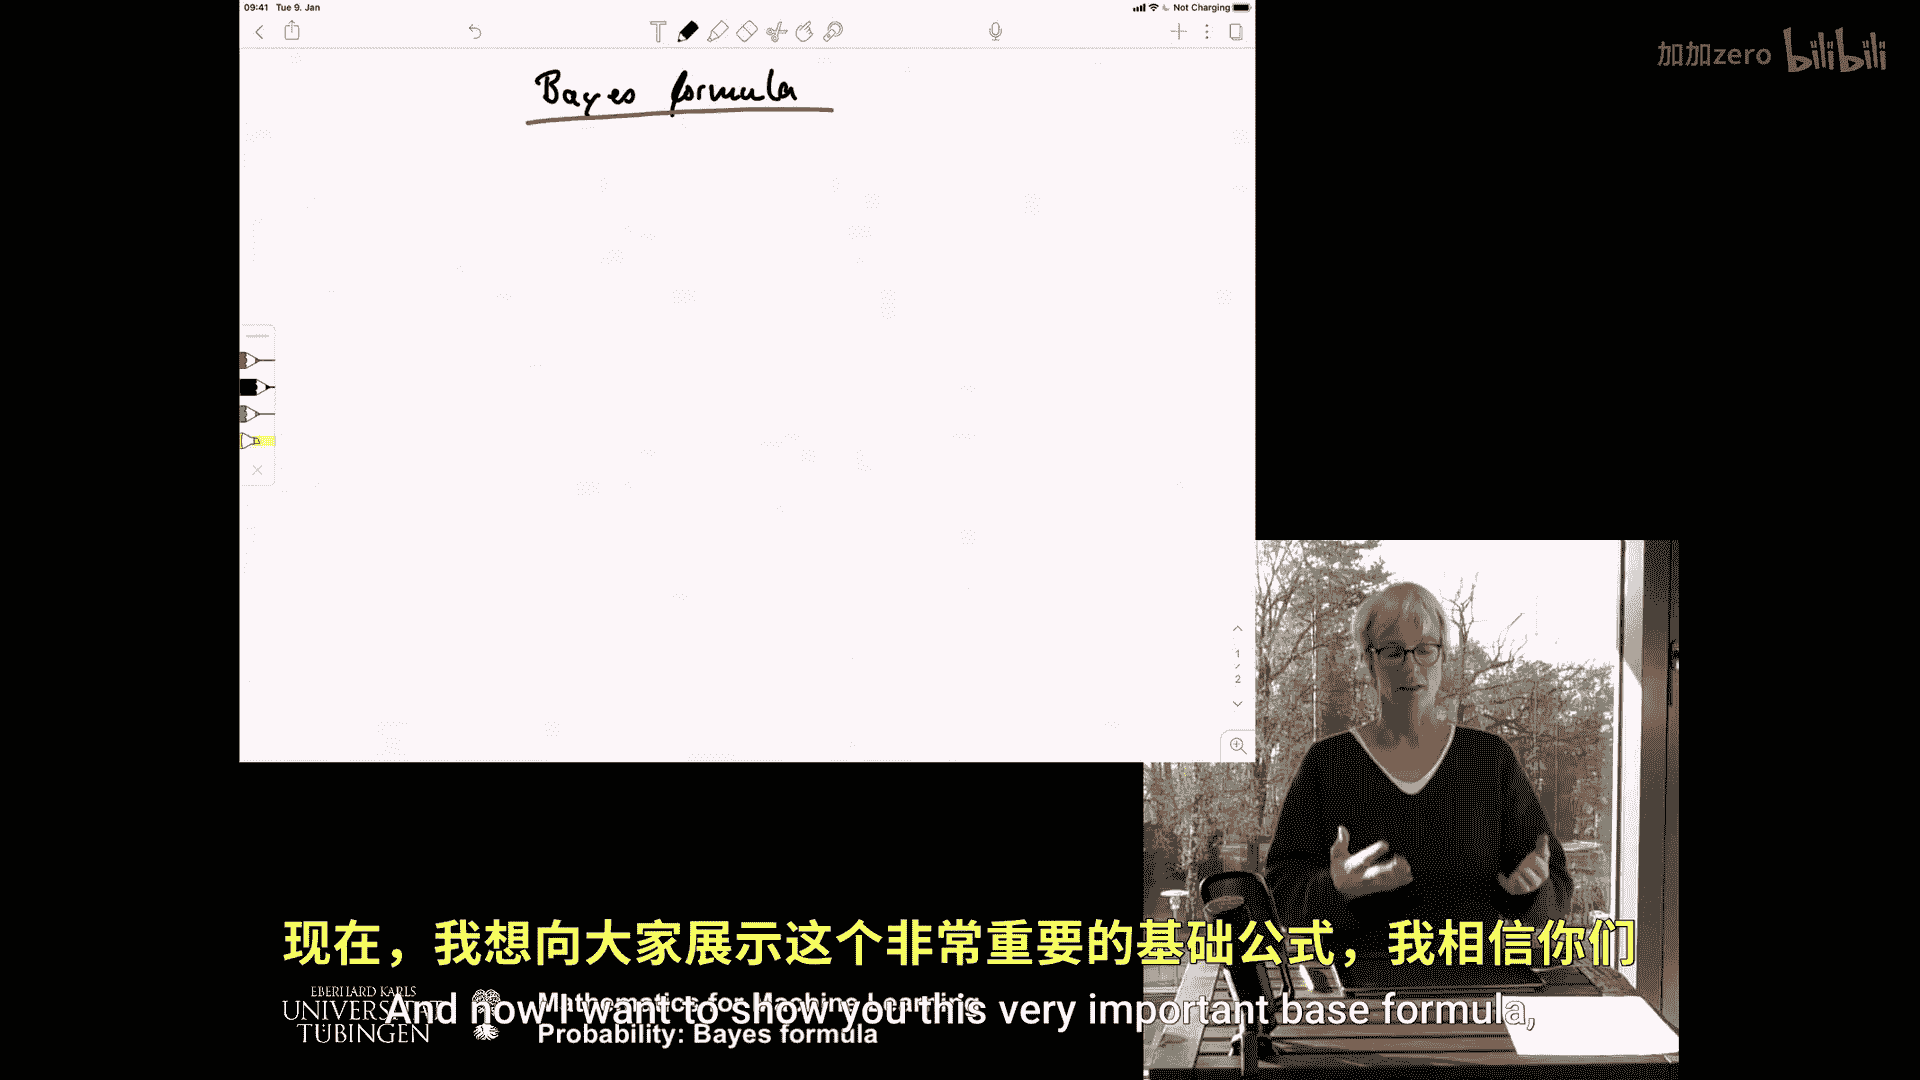 09:41 Tue 9. Jan
Not Charging
加加zero bilibili
Bayes formula
1
/
2
现在，我想向大家展示这个非常重要的基础公式，我相信你们
EBERHARD KARLS
UNIVERSITÄT
TÜBINGEN
Mathematics for Machine Learning
And now I want to show you this very important base formula,
Probability: Bayes formula